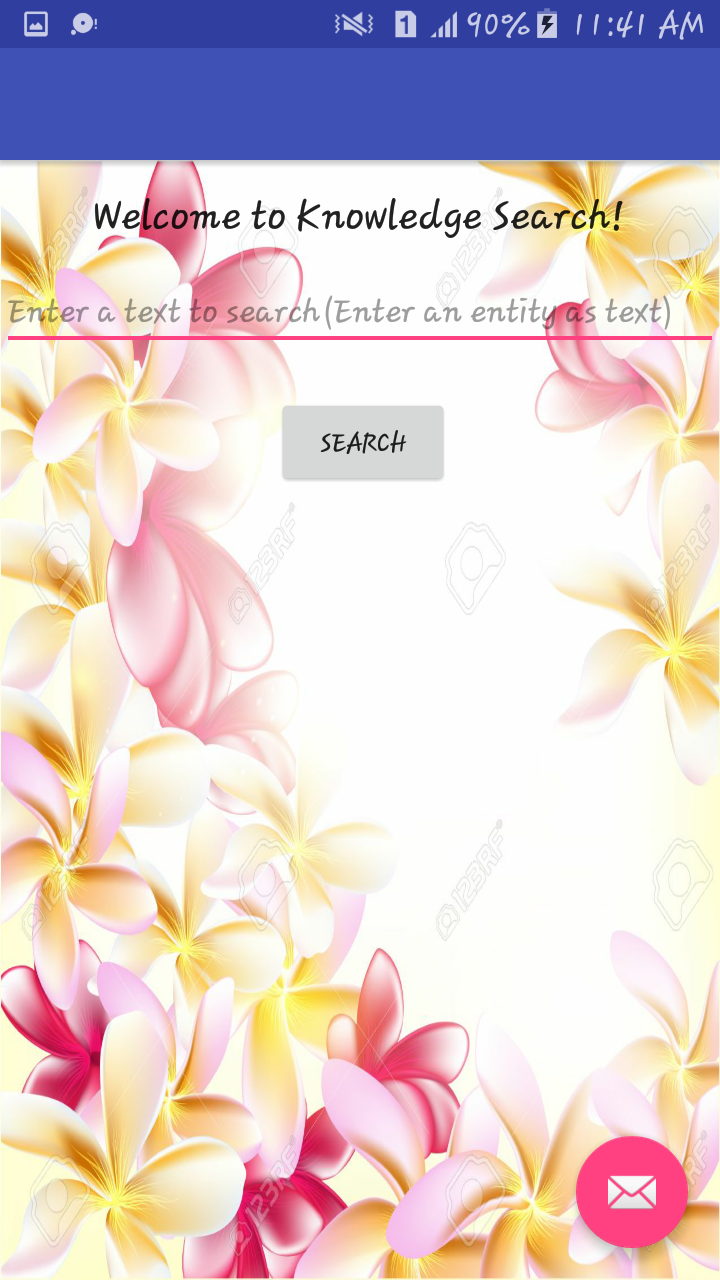 1 90% 11:41 AM
Welcome to Knowledge Search!
Enter a text to search(Enter an entity as text)
SEARCH
123RF
123RF
123RF
123RF
123RF
123RF
123RF
123RF